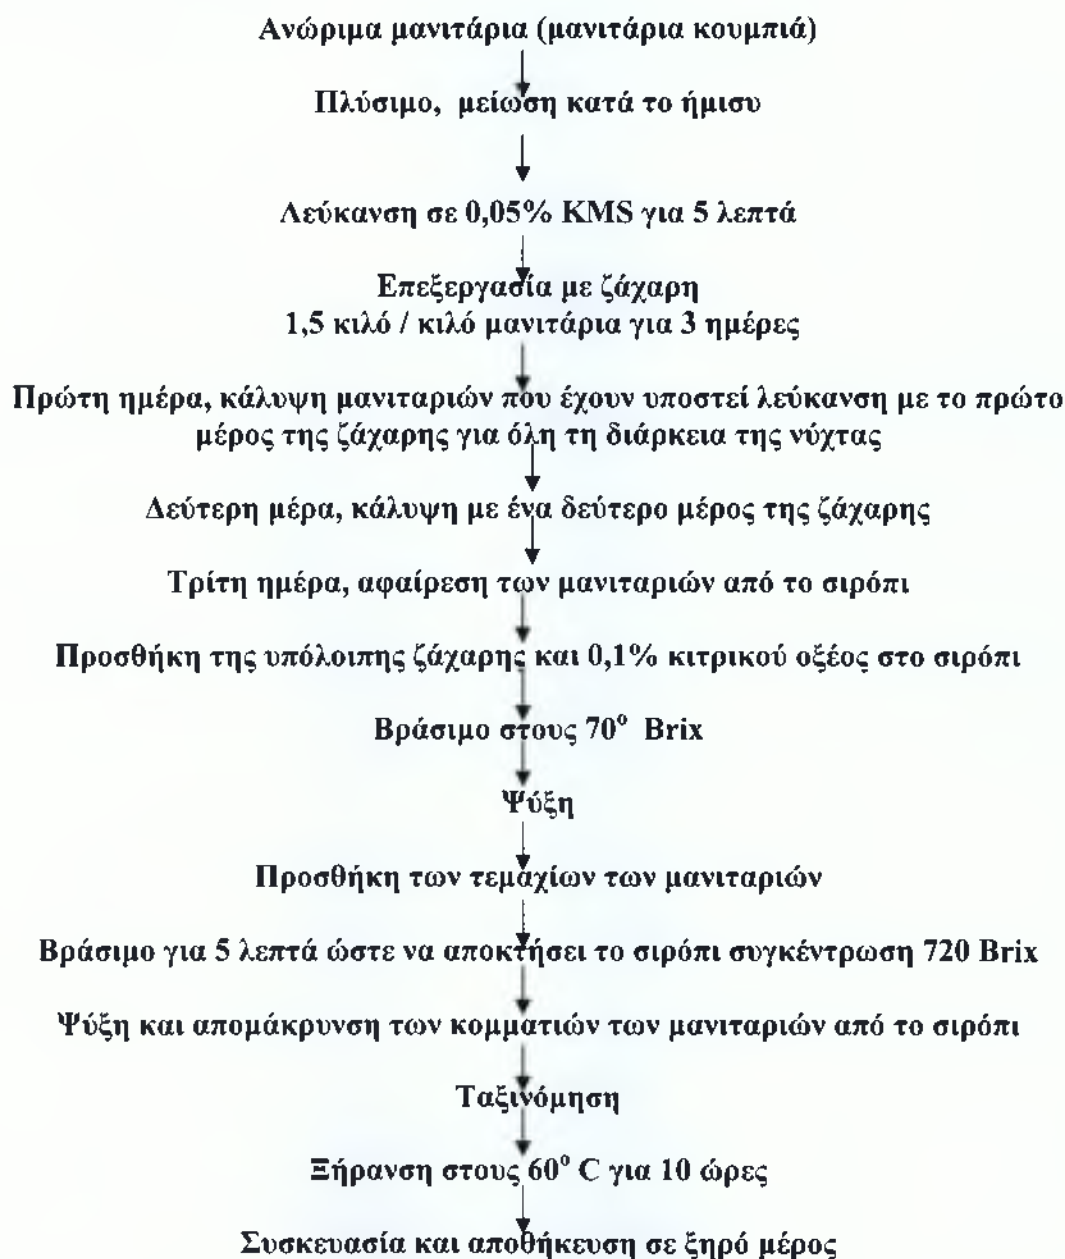 Ανώριμα μανιτάρια (μανιτάρια κουμπιά)
Πλύσιμο, μείωση κατά το ήμισυ
Λεύκανση σε 0,05% KMS για 5 λεπτά
Επεξεργασία με ζάχαρη
1,5 κιλό / κιλό μανιτάρια για 3 ημέρες
Πρώτη ημέρα, κάλυψη μανιταριών που έχουν υποστεί λεύκανση με το πρώτο
μέρος της ζάχαρης για όλη τη διάρκεια της νύχτας
Δεύτερη μέρα, κάλυψη με ένα δεύτερο μέρος της ζάχαρης
Τρίτη ημέρα, αφαίρεση των μανιταριών από το σιρόπι
Προσθήκη της υπόλοιπης ζάχαρης και 0,1% κιτρικού οξέος στο σιρόπι
Βράσιμο στους 70° Brix
Ψύξη
Προσθήκη των τεμαχίων των μανιταριών
Βράσιμο για 5 λεπτά ώστε να αποκτήσει το σιρόπι συγκέντρωση 720 Brix
Ψύξη και απομάκρυνση των κομματιών των μανιταριών από το σιρόπι
Ταξινόμηση
Ξήρανση στους 60° C για 10 ώρες
Συσκευασία και αποθήκευση σε ξηρό μέρος